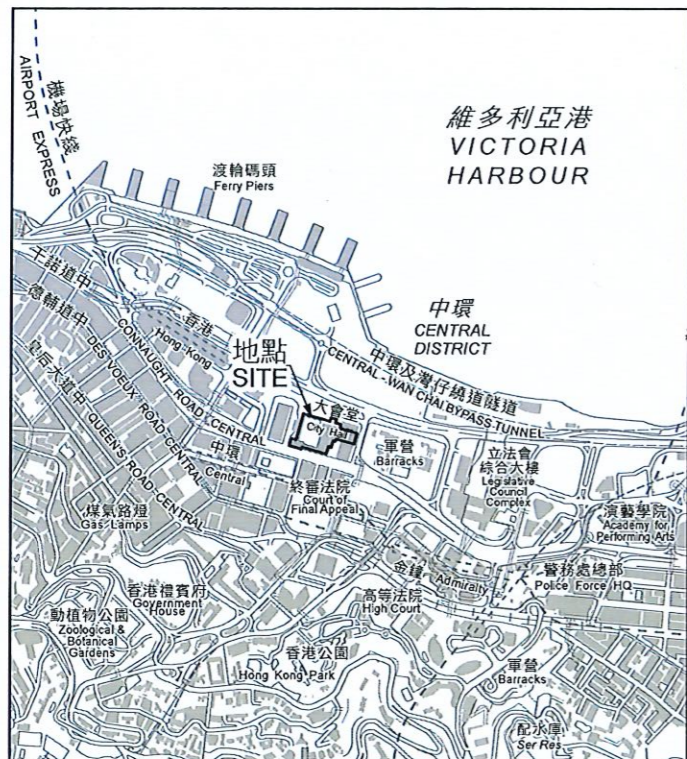 機場快綫
AIRPORT EXPRESS
維多利亞港
VICTORIA
HARBOUR
渡輪碼頭
Ferry Piers
中環
CENTRAL
DISTRICT
干諾道中
CONNAUGHT ROAD CENTRAL
德輔道中
DES VOEUX ROAD CENTRAL
皇后大道中
QUEEN'S ROAD CENTRAL
香港
Hong Kong
地點
SITE
中環及灣仔繞道隧道
CENTRAL - WAN CHAI BYPASS TUNNEL
大會堂
City Hall
中環
Central
軍營
Barracks
立法會
綜合大樓
Legislative
Council
Complex
終審法院
Court of
Final Appeal
演藝學院
Academy for
Performing Arts
煤氣路燈
Gas Lamps
金鐘
Admiralty
警務處總部
Police Force HQ
香港禮賓府
Government
House
高等法院
High Court
動植物公園
Zoological &
Botanical
Gardens
香港公園
Hong Kong Park
軍營
Barracks
配水庫
Ser Res